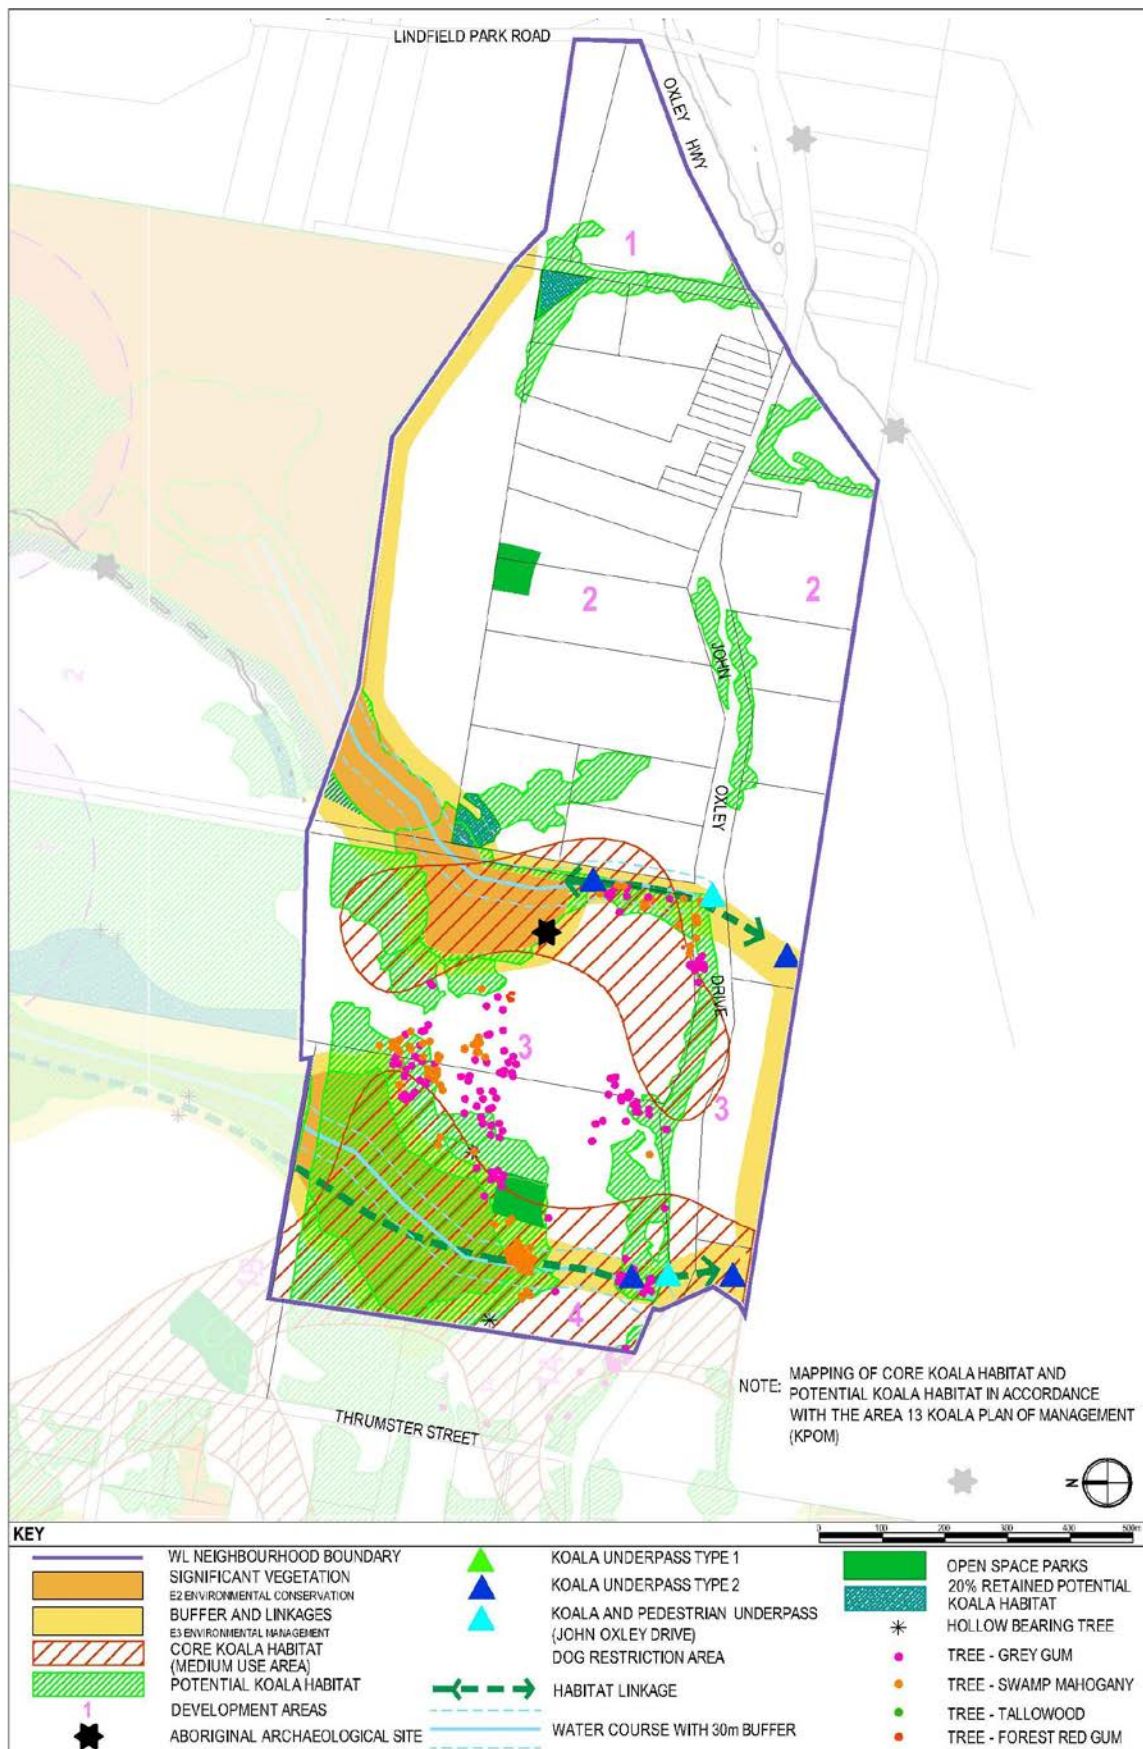 LINDFIELD PARK ROAD
OXLEY HWY
1
2
2
2
JOHN OXLEY DRIVE
3
3
4
THRUMSTER STREET
NOTE: MAPPING OF CORE KOALA HABITAT AND
POTENTIAL KOALA HABITAT IN ACCORDANCE
WITH THE AREA 13 KOALA PLAN OF MANAGEMENT
(KPOM)
N
KEY
0 100 200 300 400 500m
WL NEIGHBOURHOOD BOUNDARY
SIGNIFICANT VEGETATION
E2 ENVIRONMENTAL CONSERVATION
BUFFER AND LINKAGES
E3 ENVIRONMENTAL MANAGEMENT
CORE KOALA HABITAT
(MEDIUM USE AREA)
POTENTIAL KOALA HABITAT
1 DEVELOPMENT AREAS
ABORIGINAL ARCHAEOLOGICAL SITE
KOALA UNDERPASS TYPE 1
KOALA UNDERPASS TYPE 2
KOALA AND PEDESTRIAN UNDERPASS
(JOHN OXLEY DRIVE)
DOG RESTRICTION AREA
HABITAT LINKAGE
WATER COURSE WITH 30m BUFFER
OPEN SPACE PARKS
20% RETAINED POTENTIAL
KOALA HABITAT
HOLLOW BEARING TREE
TREE - GREY GUM
TREE - SWAMP MAHOGANY
TREE - TALLOWOOD
TREE - FOREST RED GUM